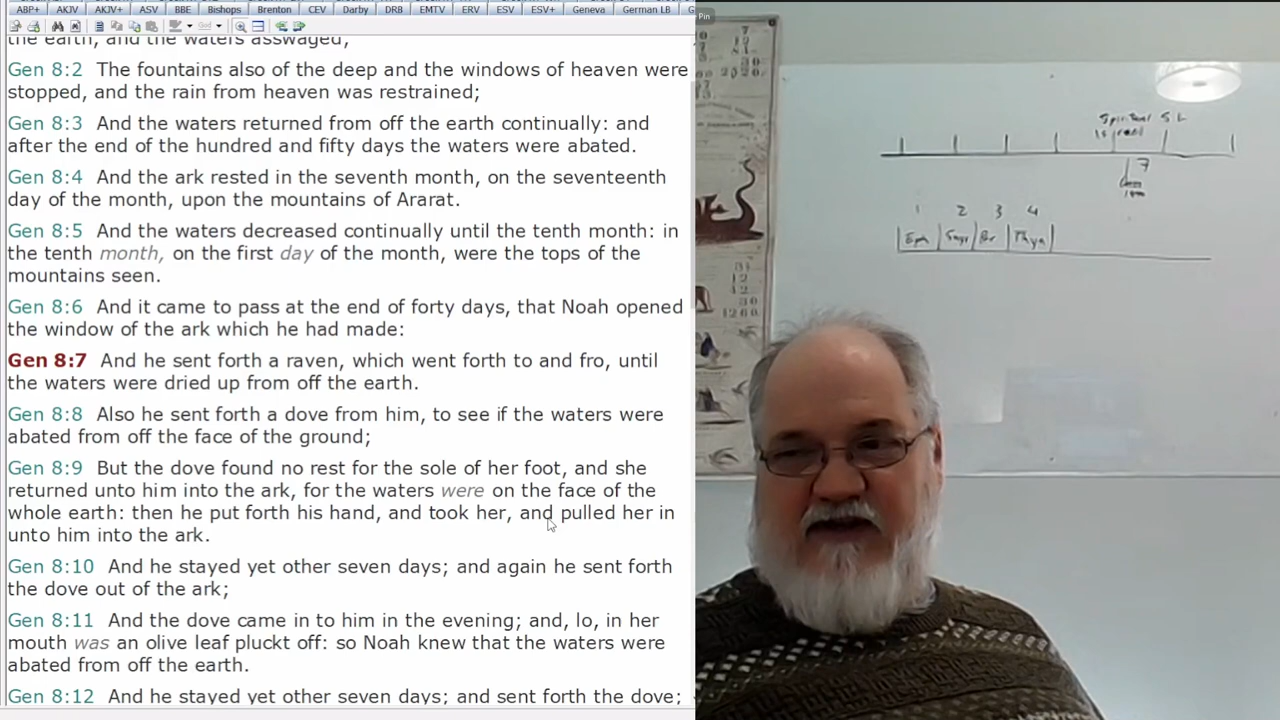 ABP+ AKJV AKJV+ ASV BBE Bishops Brenton CEV Darby DRB EMTV ERV ESV ESV+ Geneva German LB
the earth, and the waters asswaged;
Gen 8:2 The fountains also of the deep and the windows of heaven were
stopped, and the rain from heaven was restrained;
Gen 8:3 And the waters returned from off the earth continually: and
after the end of the hundred and fifty days the waters were abated.
Gen 8:4 And the ark rested in the seventh month, on the seventeenth
day of the month, upon the mountains of Ararat.
Gen 8:5 And the waters decreased continually until the tenth month: in
the tenth month, on the first day of the month, were the tops of the
mountains seen.
Gen 8:6 And it came to pass at the end of forty days, that Noah opened
the window of the ark which he had made:
Gen 8:7 And he sent forth a raven, which went forth to and fro, until
the waters were dried up from off the earth.
Gen 8:8 Also he sent forth a dove from him, to see if the waters were
abated from off the face of the ground;
Gen 8:9 But the dove found no rest for the sole of her foot, and she
returned unto him into the ark, for the waters were on the face of the
whole earth: then he put forth his hand, and took her, and pulled her in
unto him into the ark.
Gen 8:10 And he stayed yet other seven days; and again he sent forth
the dove out of the ark;
Gen 8:11 And the dove came in to him in the evening; and, lo, in her
mouth was an olive leaf pluckt off: so Noah knew that the waters were
abated from off the earth.
Gen 8:12 And he stayed yet other seven days; and sent forth the dove;
Pin
Spiritual S L
7
1 2 3 4
Eph Smyr Per Thya
30
12
42
30
1260